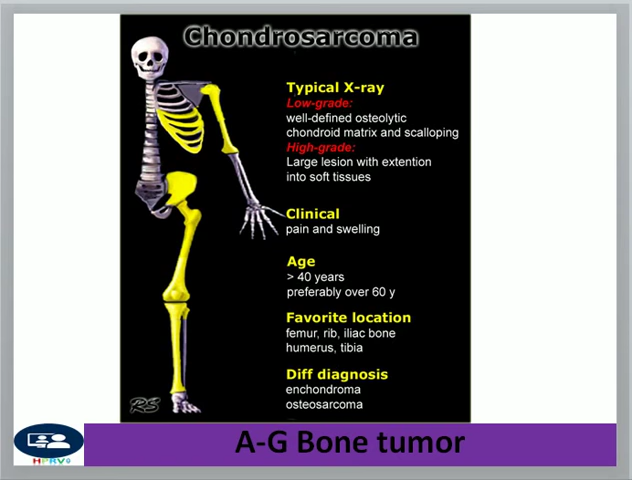 Chondrosarcoma
Typical X-ray
Low-grade:
well-defined osteolytic
chondroid matrix and scalloping
High-grade:
Large lesion with extention
into soft tissues
Clinical
pain and swelling
Age
> 40 years
preferably over 60 y
Favorite location
femur, rib, iliac bone
humerus, tibia
Diff diagnosis
enchondroma
osteosarcoma
RS
A-G Bone tumor
HPRV